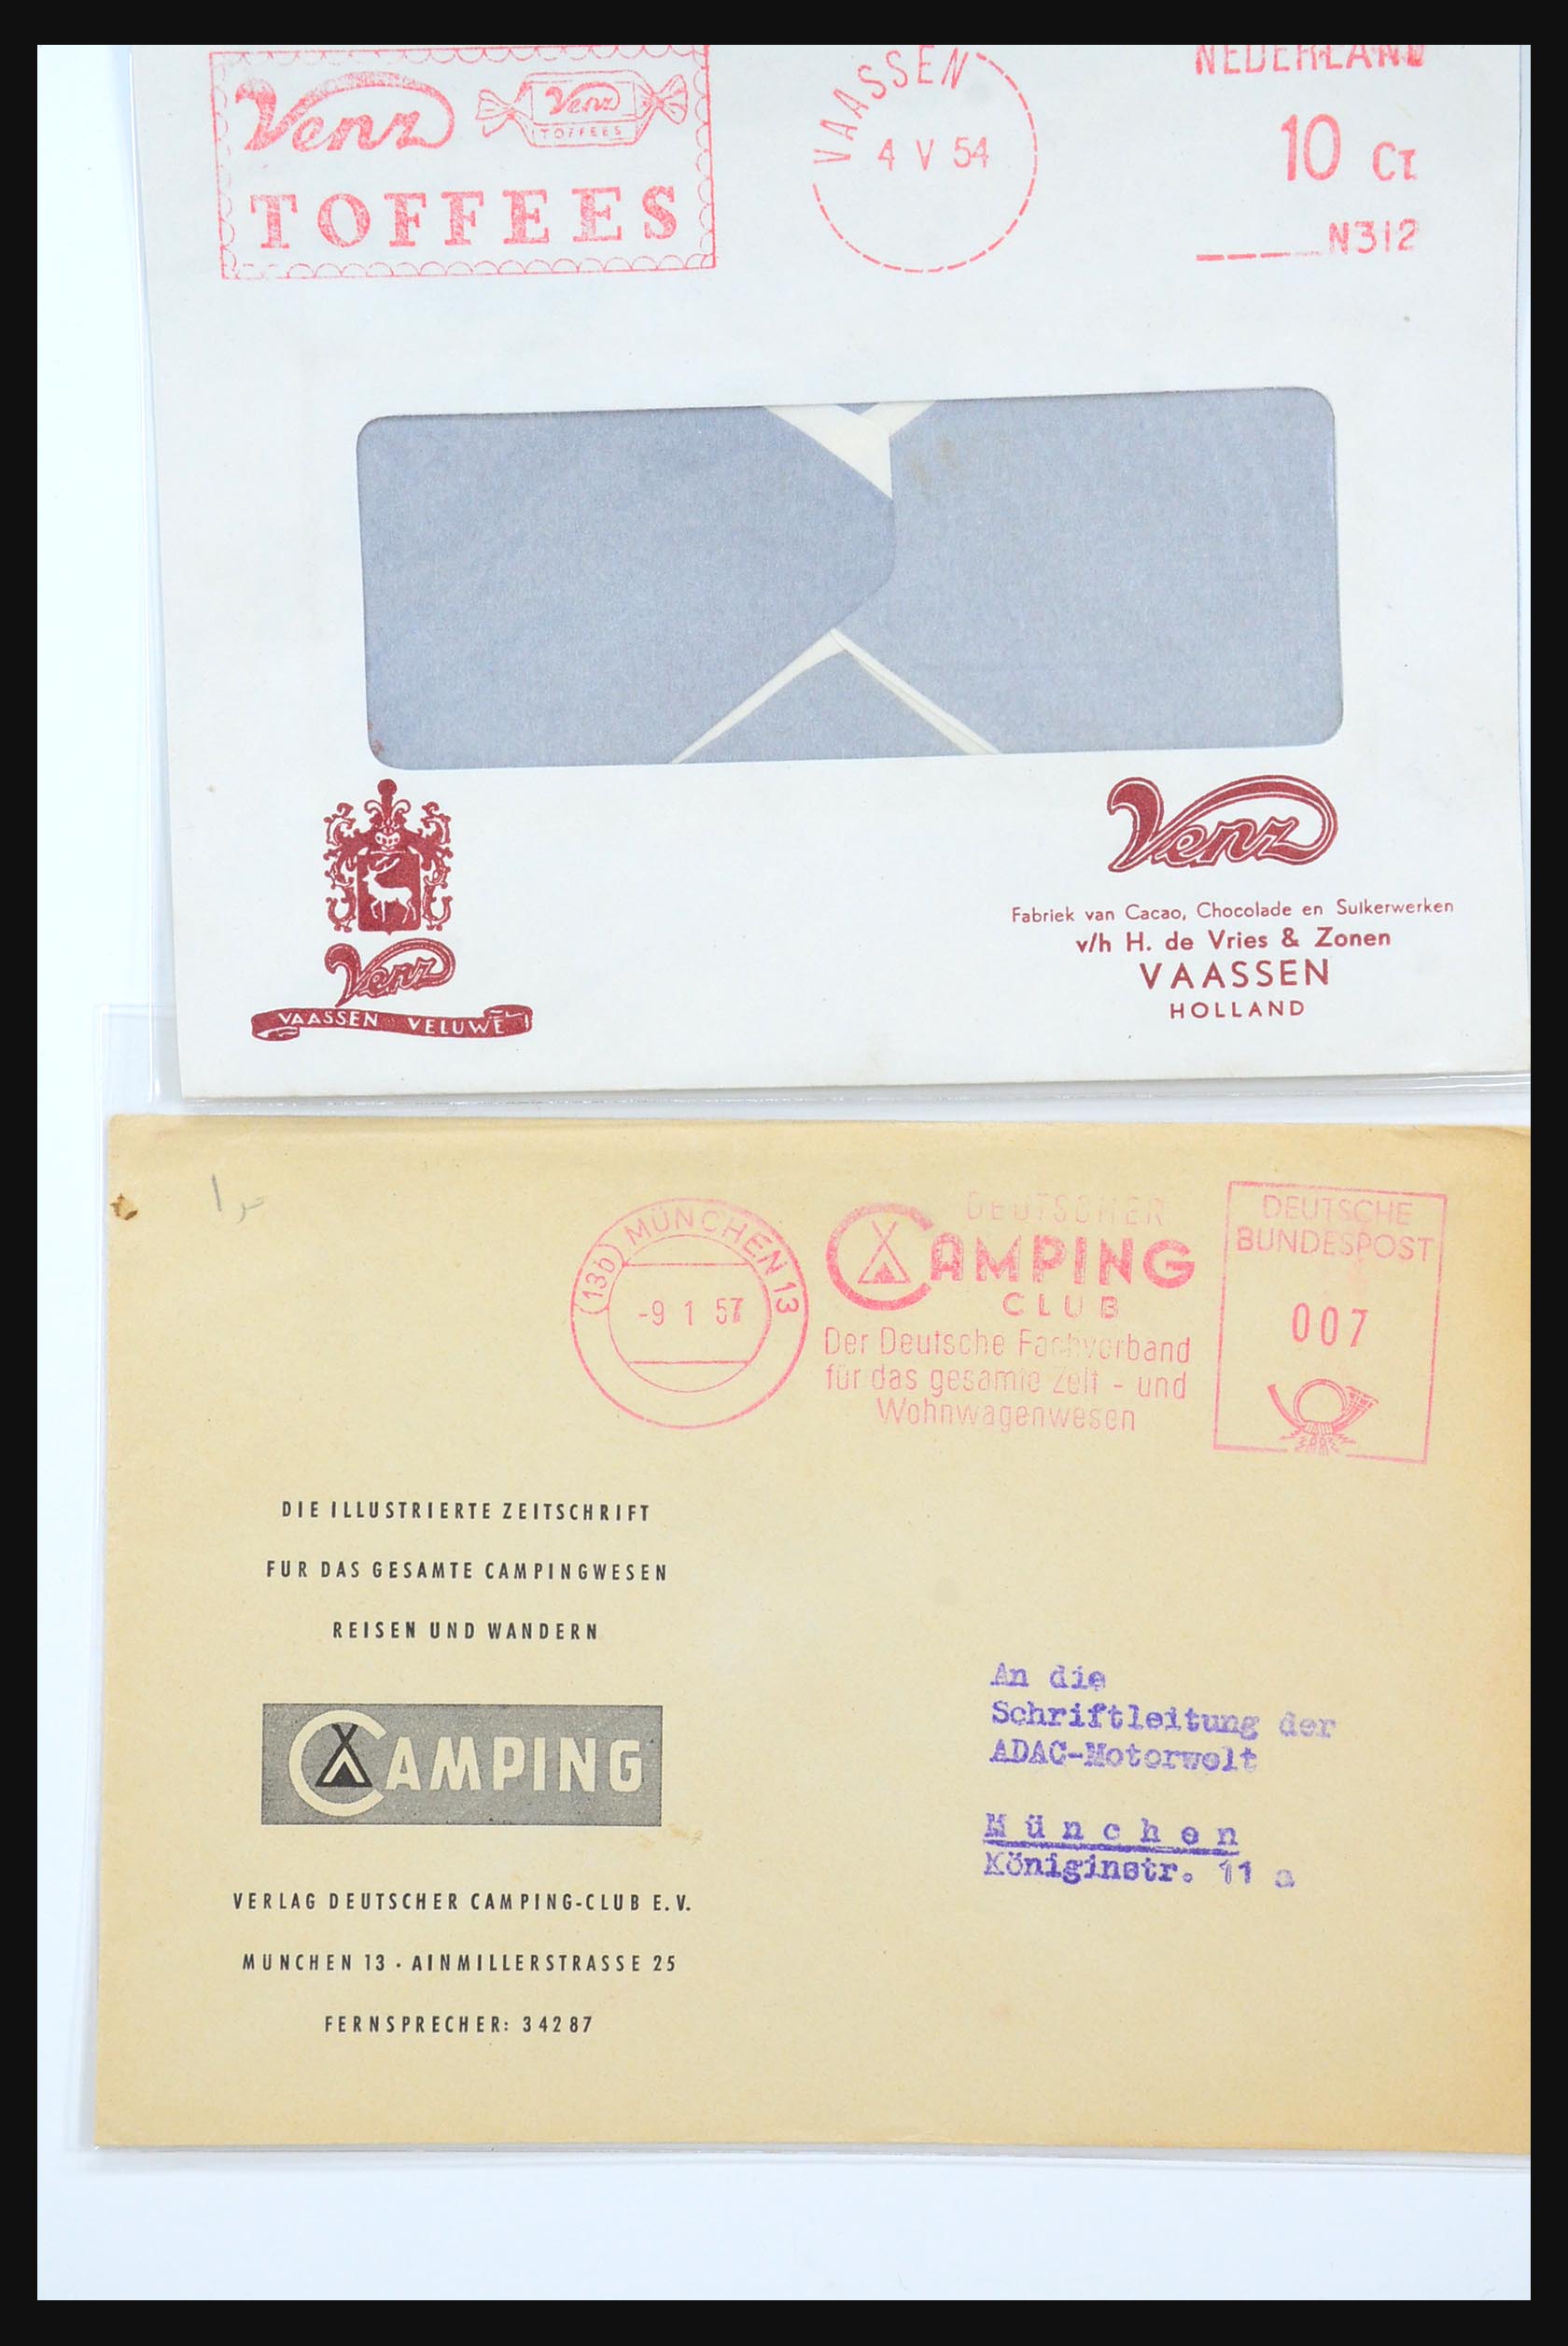 Venz
Venz
TOFFEES
TOFFEES
VAASSEN
4 V 54
NEDERLAND
10 CT
N312
Venz
VAASSEN VELUWE
Venz
Fabriek van Cacao, Chocolade en Suikerwerken
v/h H. de Vries & Zonen
VAASSEN
HOLLAND
(13b) MÜNCHEN 13
-9 1 57
DEUTSCHER
CAMPING
CLUB
Der Deutsche Fachverband
für das gesamte Zelt - und
Wohnwagenwesen
DEUTSCHE
BUNDESPOST
007
DIE ILLUSTRIERTE ZEITSCHRIFT
FUR DAS GESAMTE CAMPINGWESEN
REISEN UND WANDERN
CAMPING
VERLAG DEUTSCHER CAMPING-CLUB E.V.
MÜNCHEN 13 · AINMILLERSTRASSE 25
FERNSPRECHER: 34287
An die
Schriftleitung der
ADAC-Motorwelt
München
Königinstr. 11 a